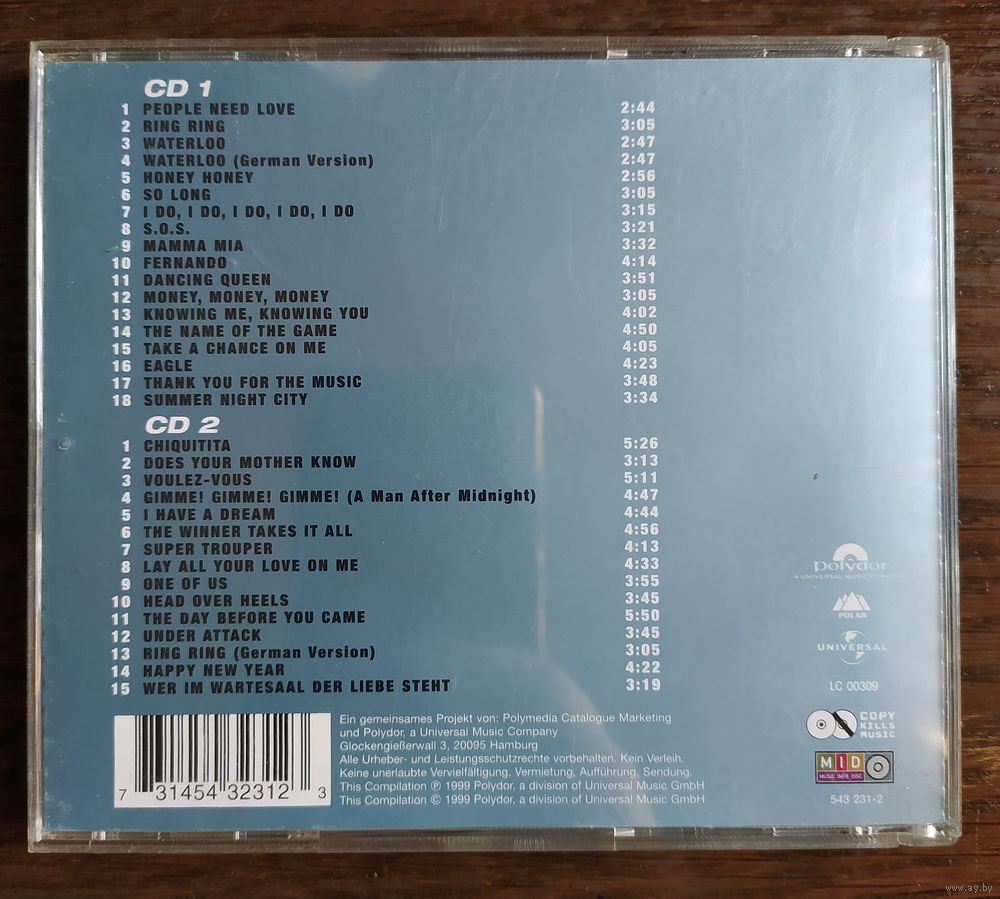 CD 1
1 PEOPLE NEED LOVE 2:44
2 RING RING 3:05
3 WATERLOO 2:47
4 WATERLOO (German Version) 2:47
5 HONEY HONEY 2:56
6 SO LONG 3:05
7 I DO, I DO, I DO, I DO, I DO 3:15
8 S.O.S. 3:21
9 MAMMA MIA 3:32
10 FERNANDO 4:14
11 DANCING QUEEN 3:51
12 MONEY, MONEY, MONEY 3:05
13 KNOWING ME, KNOWING YOU 4:02
14 THE NAME OF THE GAME 4:50
15 TAKE A CHANCE ON ME 4:05
16 EAGLE 4:23
17 THANK YOU FOR THE MUSIC 3:48
18 SUMMER NIGHT CITY 3:34
CD 2
1 CHIQUITITA 5:26
2 DOES YOUR MOTHER KNOW 3:13
3 VOULEZ-VOUS 5:11
4 GIMME! GIMME! GIMME! (A Man After Midnight) 4:47
5 I HAVE A DREAM 4:44
6 THE WINNER TAKES IT ALL 4:56
7 SUPER TROUPER 4:13
8 LAY ALL YOUR LOVE ON ME 4:33
9 ONE OF US 3:55
10 HEAD OVER HEELS 3:45
11 THE DAY BEFORE YOU CAME 5:50
12 UNDER ATTACK 3:45
13 RING RING (German Version) 3:05
14 HAPPY NEW YEAR 4:22
15 WER IM WARTESAAL DER LIEBE STEHT 3:19
polydor
A UNIVERSAL MUSIC COMPANY
POLAR
UNIVERSAL
LC 00309
COPY
KILLS
MUSIC
MID
MUSIC INFO DISC
543 231-2
Ein gemeinsames Projekt von: Polymedia Catalogue Marketing
und Polydor, a Universal Music Company
Glockengießerwall 3, 20095 Hamburg
Alle Urheber- und Leistungsschutzrechte vorbehalten. Kein Verleih.
Keine unerlaubte Vervielfältigung, Vermietung, Aufführung, Sendung.
This Compilation ℗ 1999 Polydor, a division of Universal Music GmbH
This Compilation © 1999 Polydor, a division of Universal Music GmbH
7 31454 32312 3
www.ay.by